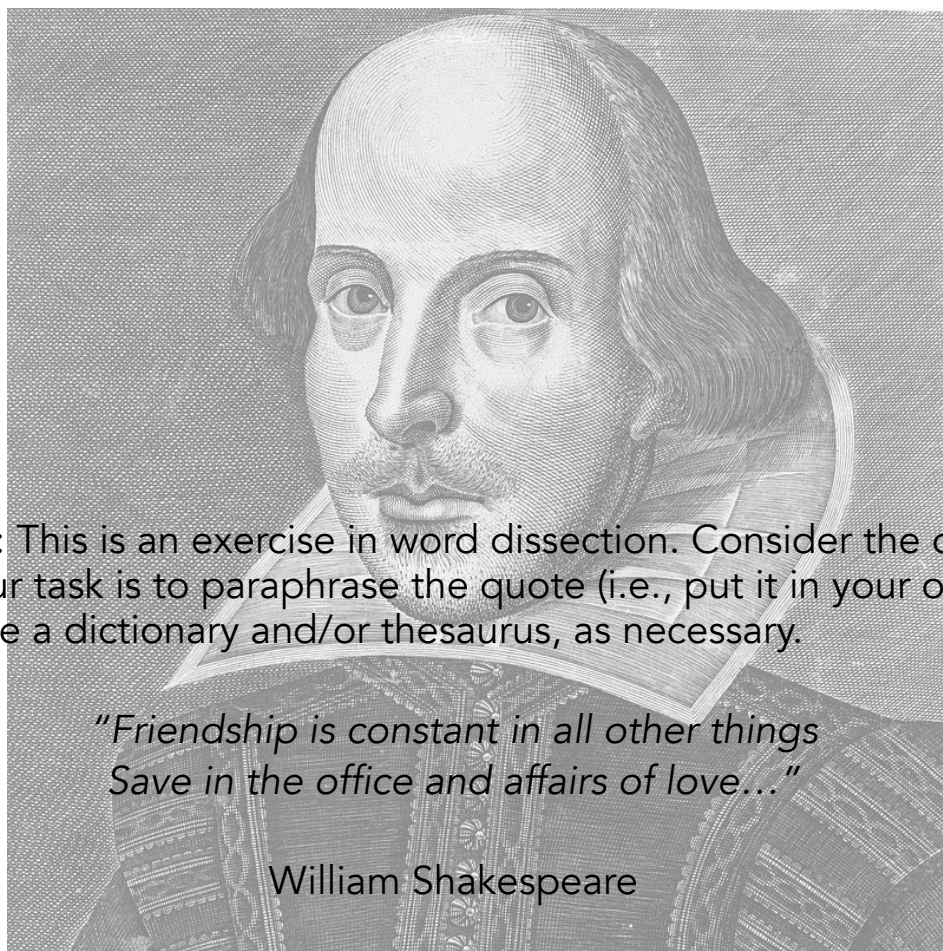 : This is an exercise in word dissection. Consider the
ur task is to paraphrase the quote (i.e., put it in your
e a dictionary and/or thesaurus, as necessary.
“Friendship is constant in all other things
Save in the office and affairs of love…”
William Shakespeare